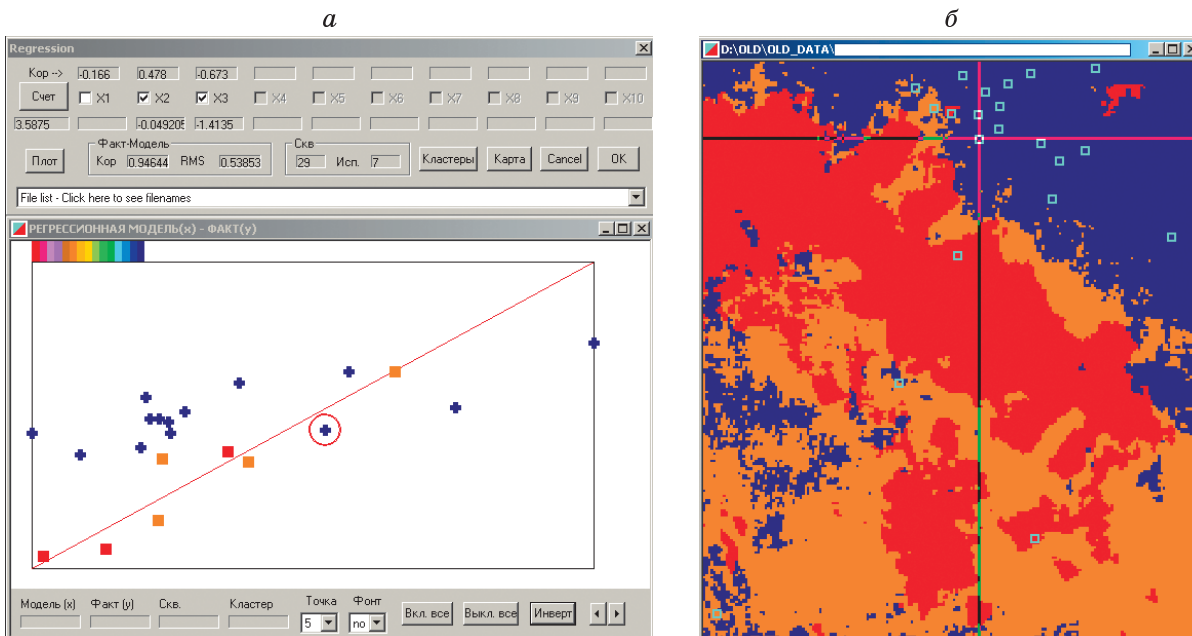 а
б
Regression
Кор --> -0.166 0.478 -0.673
Счет X1 X2 X3 X4 X5 X6 X7 X8 X9 X10
3.5875 -0.049205 -1.4135
Факт-Модель
Скв
Плот Кор 0.94644 RMS 0.53853 29 Исп. 7 Кластеры Карта Cancel OK
File list - Click here to see filenames
РЕГРЕССИОННАЯ МОДЕЛЬ(x) - ФАКТ(y)
Модель (x) Факт (y) Скв. Кластер Точка Фонт
5 no Вкл. все Выкл. все Инверт
D:\OLD\OLD_DATA\